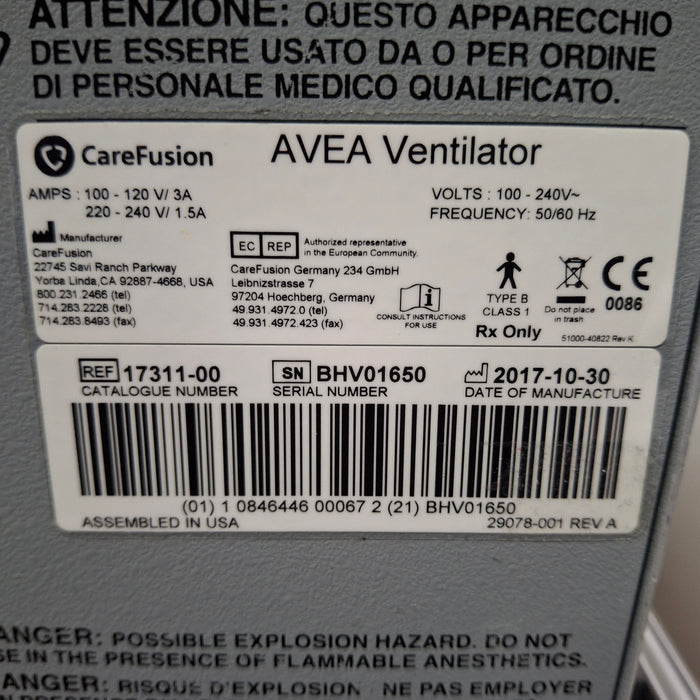 ATTENZIONE: QUESTO APPARECCHIO
DEVE ESSERE USATO DA O PER ORDINE
DI PERSONALE MEDICO QUALIFICATO.
CareFusion
AVEA Ventilator
AMPS : 100 - 120 V/ 3A
220 - 240 V/ 1.5A
VOLTS : 100 - 240V~
FREQUENCY: 50/60 Hz
Manufacturer
CareFusion
22745 Savi Ranch Parkway
Yorba Linda,CA 92887-4668, USA
800.231.2466 (tel)
714.283.2228 (tel)
714.283.8493 (fax)
EC REP
Authorized representative
in the European Community.
CareFusion Germany 234 GmbH
Leibnizstrasse 7
97204 Hoechberg, Germany
49.931.4972.0 (tel)
49.931.4972.423 (fax)
CONSULT INSTRUCTIONS
FOR USE
TYPE B
CLASS 1
Rx Only
Do not place
in trash
CE
0086
51000-40822 Rev.K
REF 17311-00
CATALOGUE NUMBER
SN BHV01650
SERIAL NUMBER
2017-10-30
DATE OF MANUFACTURE
(01) 1 0846446 00067 2 (21) BHV01650
ASSEMBLED IN USA
29078-001 REV A
ANGER: POSSIBLE EXPLOSION HAZARD. DO NOT
SE IN THE PRESENCE OF FLAMMABLE ANESTHETICS.
ANGER: RISQUE D'EXPLOSION . NE PAS EMPLOYER